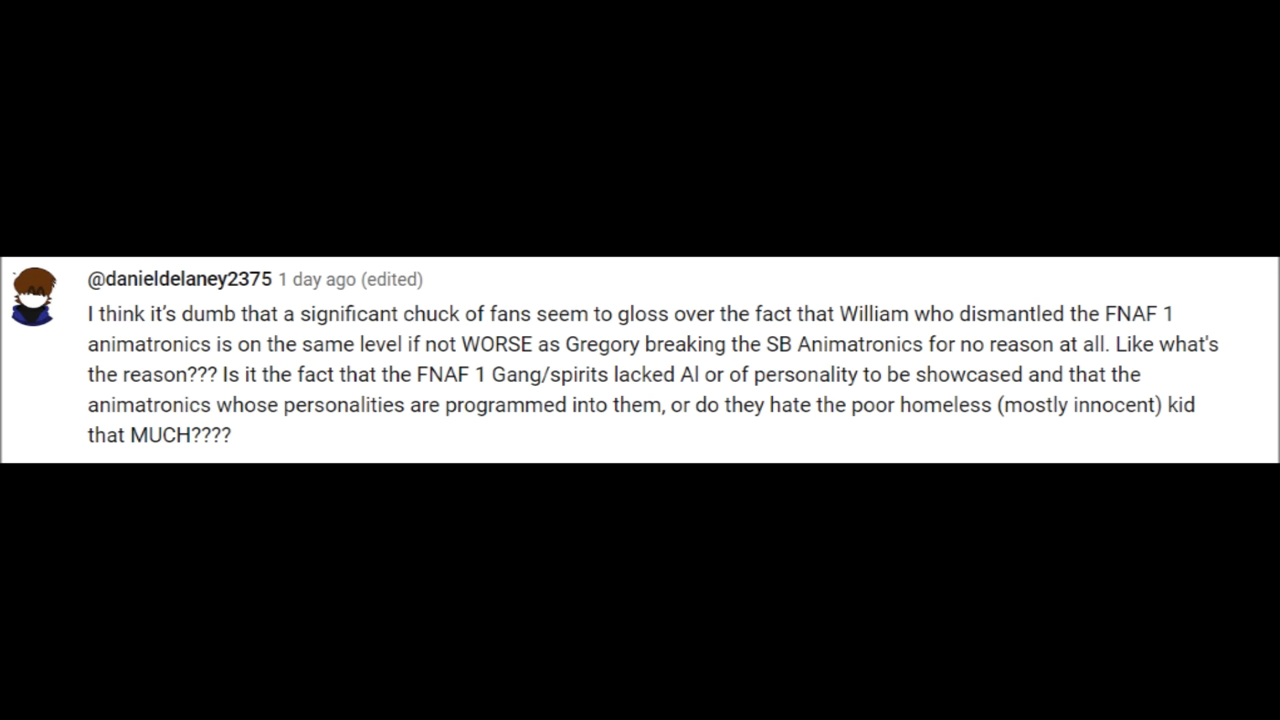 @danieldelaney2375 1 day ago (edited)
I think it's dumb that a significant chuck of fans seem to gloss over the fact that William who dismantled the FNAF 1
animatronics is on the same level if not WORSE as Gregory breaking the SB Animatronics for no reason at all. Like what's
the reason??? Is it the fact that the FNAF 1 Gang/spirits lacked AI or of personality to be showcased and that the
animatronics whose personalities are programmed into them, or do they hate the poor homeless (mostly innocent) kid
that MUCH????